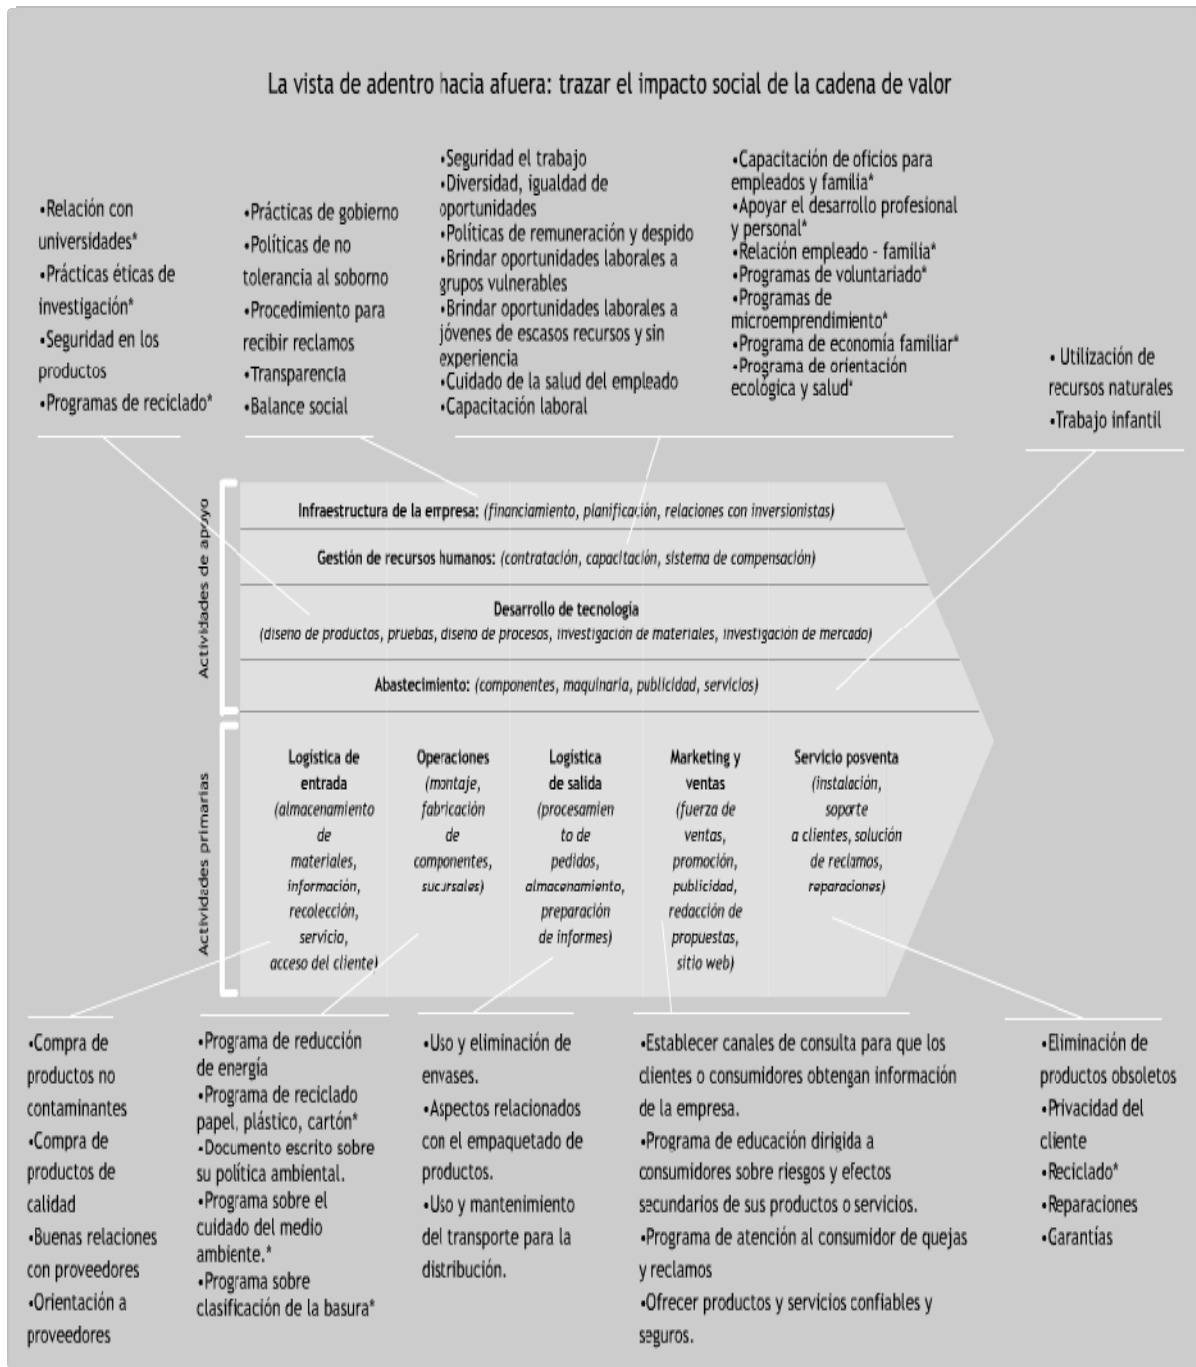 La vista de adentro hacia afuera: trazar el impacto social de la cadena de valor
•Relación con
universidades*
•Prácticas éticas de
investigación*
•Seguridad en los
productos
•Programas de reciclado*
•Prácticas de gobierno
•Políticas de no
tolerancia al soborno
•Procedimiento para
recibir reclamos
•Transparencia
•Balance social
•Seguridad el trabajo
•Diversidad, igualdad de
oportunidades
•Políticas de remuneración y despido
•Brindar oportunidades laborales a
grupos vulnerables
•Brindar oportunidades laborales a
jóvenes de escasos recursos y sin
experiencia
•Cuidado de la salud del empleado
•Capacitación laboral
•Capacitación de oficios para
empleados y familia*
•Apoyar el desarrollo profesional
y personal*
•Relación empleado - familia*
•Programas de voluntariado*
•Programas de
microemprendimiento*
•Programa de economía familiar*
•Programa de orientación
ecológica y salud*
• Utilización de
recursos naturales
•Trabajo infantil
Actividades de apoyo
Infraestructura de la empresa: (financiamiento, planificación, relaciones con inversionistas)
Gestión de recursos humanos: (contratación, capacitación, sistema de compensación)
Desarrollo de tecnología
(diseno de productos, pruebas, diseno de procesos, investigación de materiales, investigación de mercado)
Abastecimiento: (componentes, maquinaria, publicidad, servicios)
Actividades primarias
Logística de
entrada
(almacenamiento
de
materiales,
información,
recolección,
servicio,
acceso del cliente)
Operaciones
(montaje,
fabricación
de
componentes,
sucursales)
Logística
de salida
(procesamien
to de
pedidos,
almacenamiento,
preparación
de informes)
Marketing y
ventas
(fuerza de
ventas,
promoción,
publicidad,
redacción de
propuestas,
sitio web)
Servicio posventa
(instalación,
soporte
a clientes, solución
de reclamos,
reparaciones)
•Compra de
productos no
contaminantes
•Compra de
productos de
calidad
•Buenas relaciones
con proveedores
•Orientación a
proveedores
•Programa de reducción
de energía
•Programa de reciclado
papel, plástico, cartón*
•Documento escrito sobre
su política ambiental.
•Programa sobre el
cuidado del medio
ambiente.*
•Programa sobre
clasificación de la basura*
•Uso y eliminación de
envases.
•Aspectos relacionados
con el empaquetado de
productos.
•Uso y mantenimiento
del transporte para la
distribución.
•Establecer canales de consulta para que los
clientes o consumidores obtengan información
de la empresa.
•Programa de educación dirigida a
consumidores sobre riesgos y efectos
secundarios de sus productos o servicios.
•Programa de atención al consumidor de quejas
y reclamos
•Ofrecer productos y servicios confiables y
seguros.
•Eliminación de
productos obsoletos
•Privacidad del
cliente
•Reciclado*
•Reparaciones
•Garantías